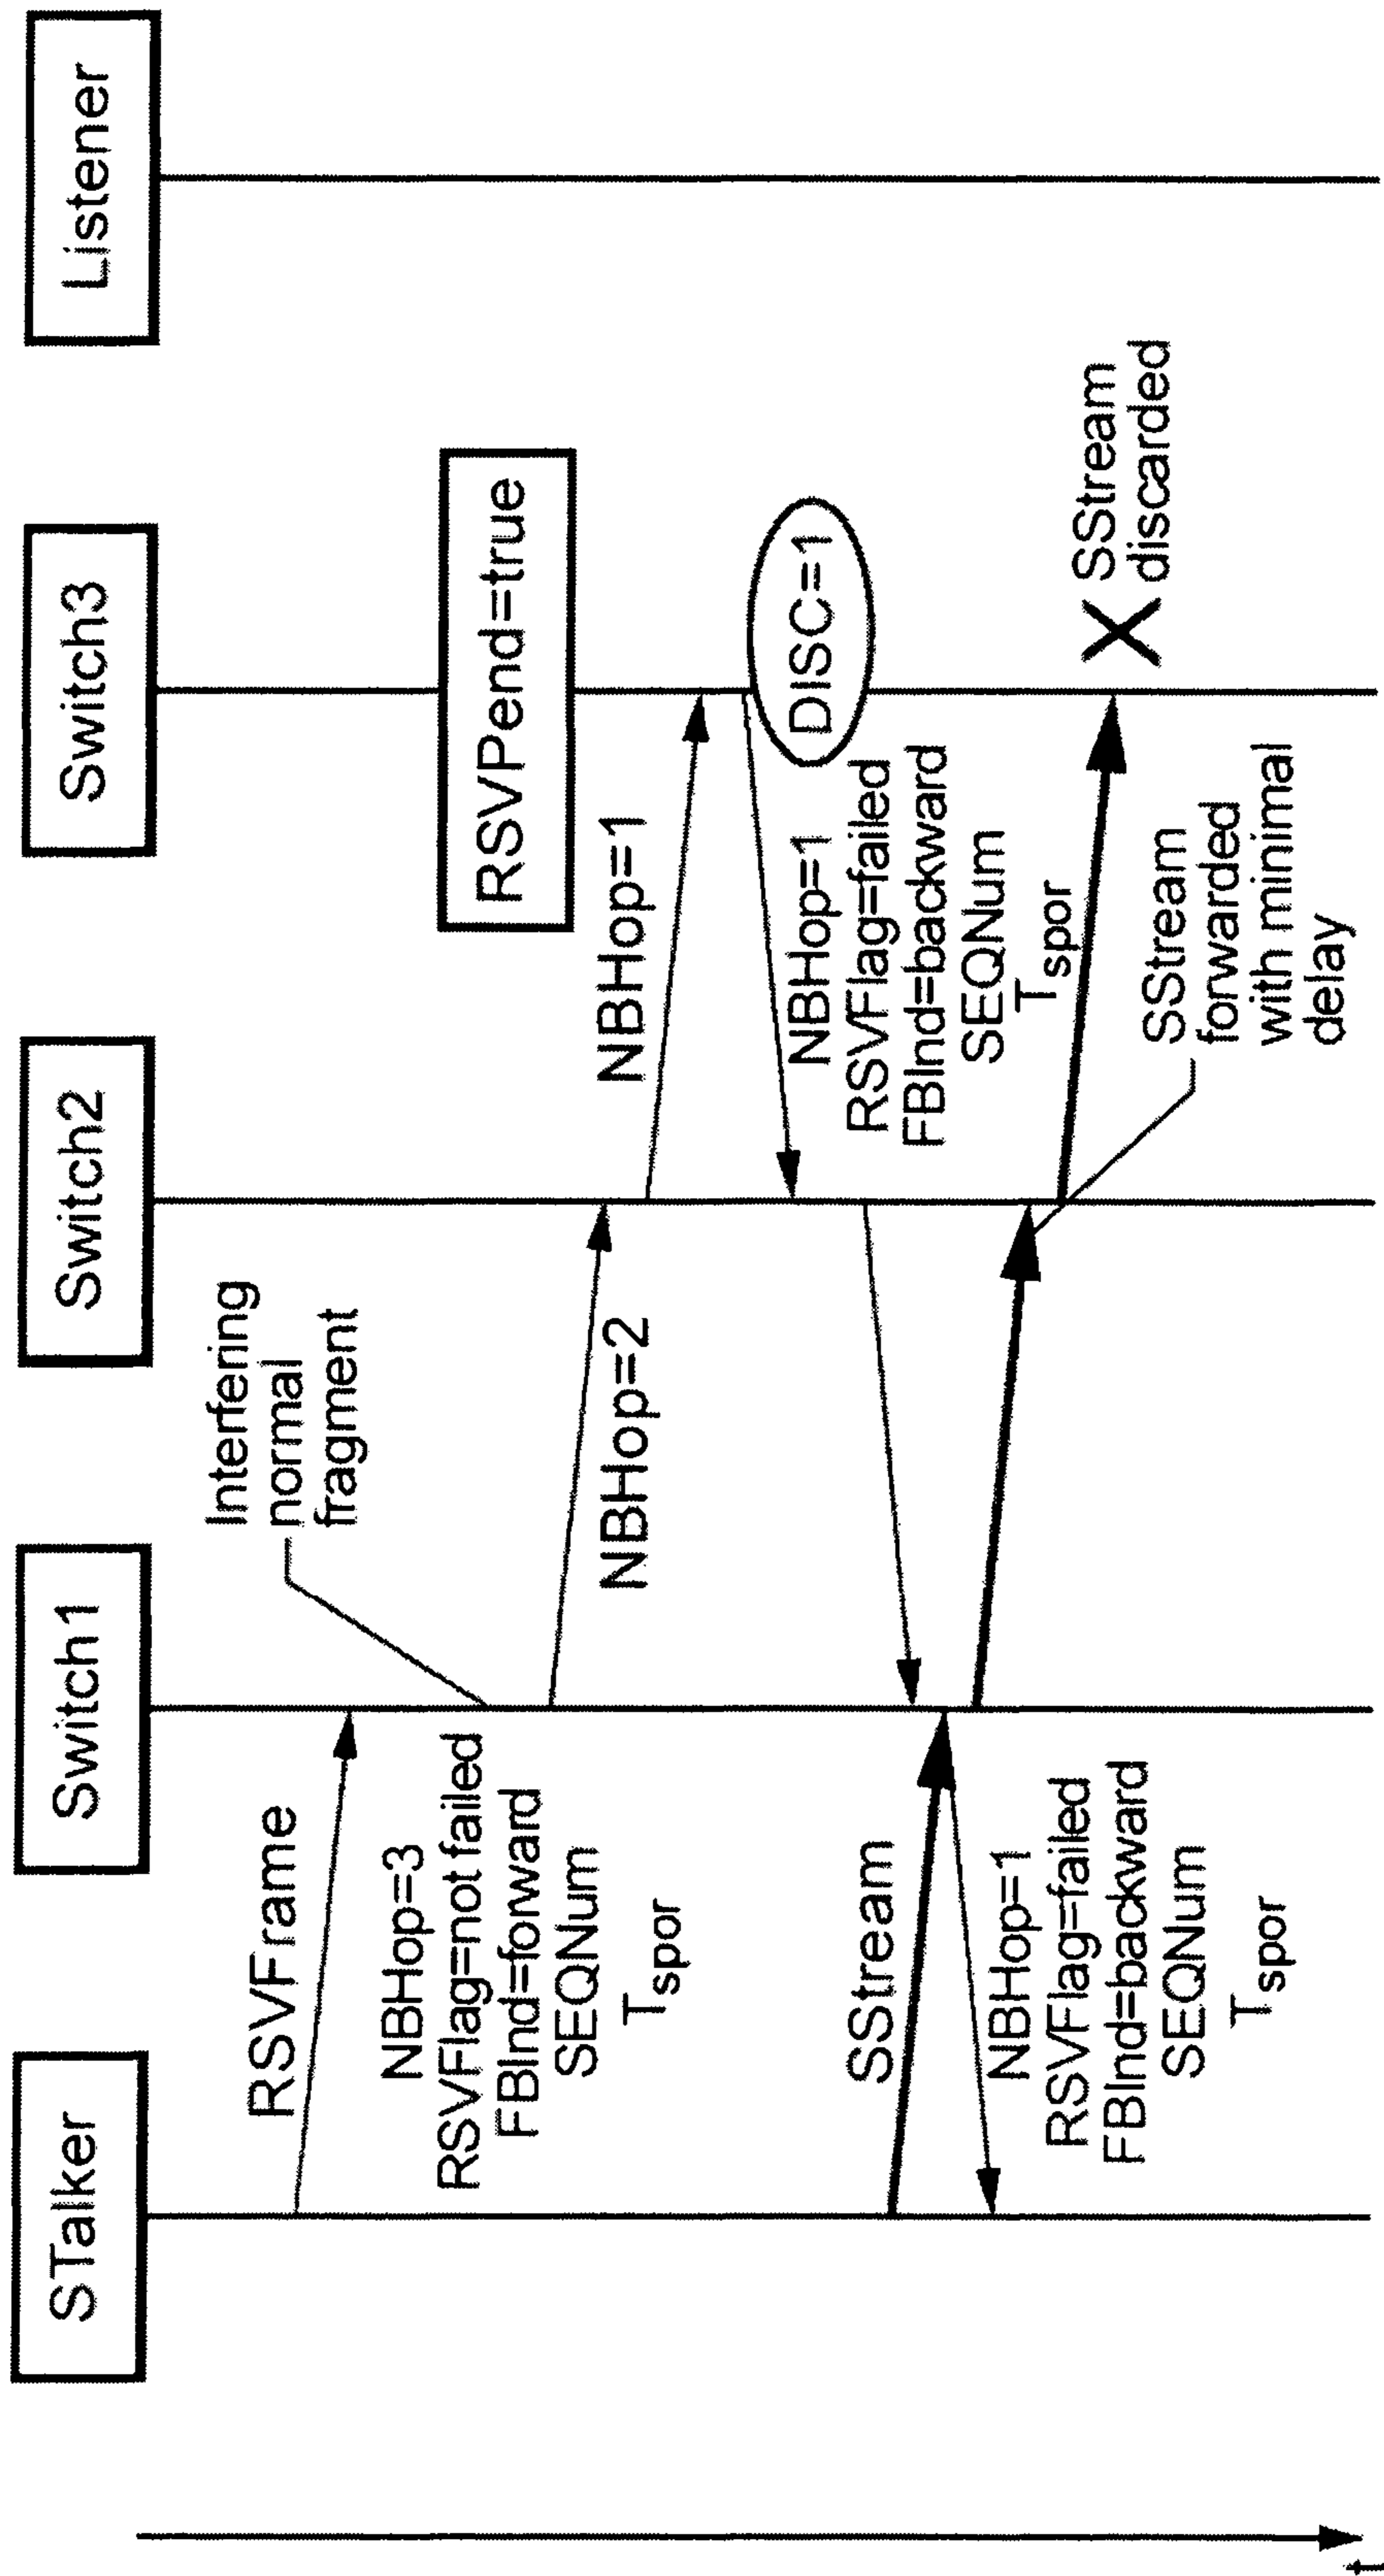 STalker
Switch1
Switch2
Switch3
Listener
RSVFrame
Interfering
normal
fragment
NBHop=3
RSVFlag=not failed
FBInd=forward
SEQNum
Tspor
RSVPend=true
NBHop=2
NBHop=1
DISC=1
NBHop=1
RSVFlag=failed
FBInd=backward
SEQNum
Tspor
SStream
NBHop=1
RSVFlag=failed
FBInd=backward
SEQNum
Tspor
X SStream
discarded
SStream
forwarded
with minimal
delay
t